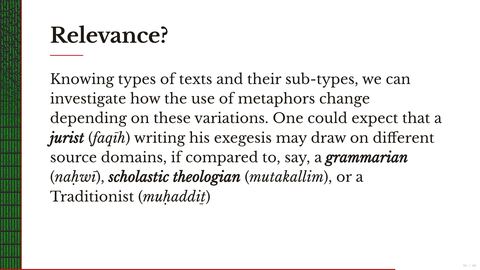 Relevance?
Knowing types of texts and their sub-types, we can
investigate how the use of metaphors change
depending on these variations. One could expect that a
jurist (faqīh) writing his exegesis may draw on different
source domains, if compared to, say, a grammarian
(naḥwī), scholastic theologian (mutakallim), or a
Traditionist (muḥaddiṯ)